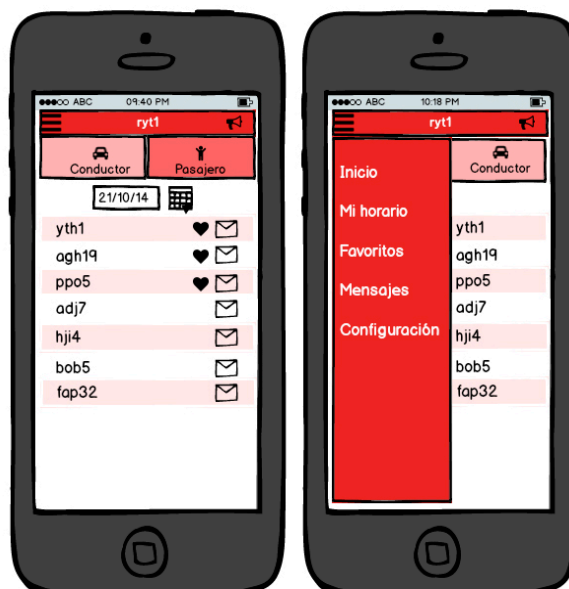 ABC 09:40 PM
ryt1
Conductor Pasajero
21/10/14
yth1
agh19
ppo5
adj7
hji4
bob5
fap32
ABC 10:18 PM
ryt1
Conductor
Inicio
Mi horario
Favoritos
Mensajes
Configuración
yth1
agh19
ppo5
adj7
hji4
bob5
fap32